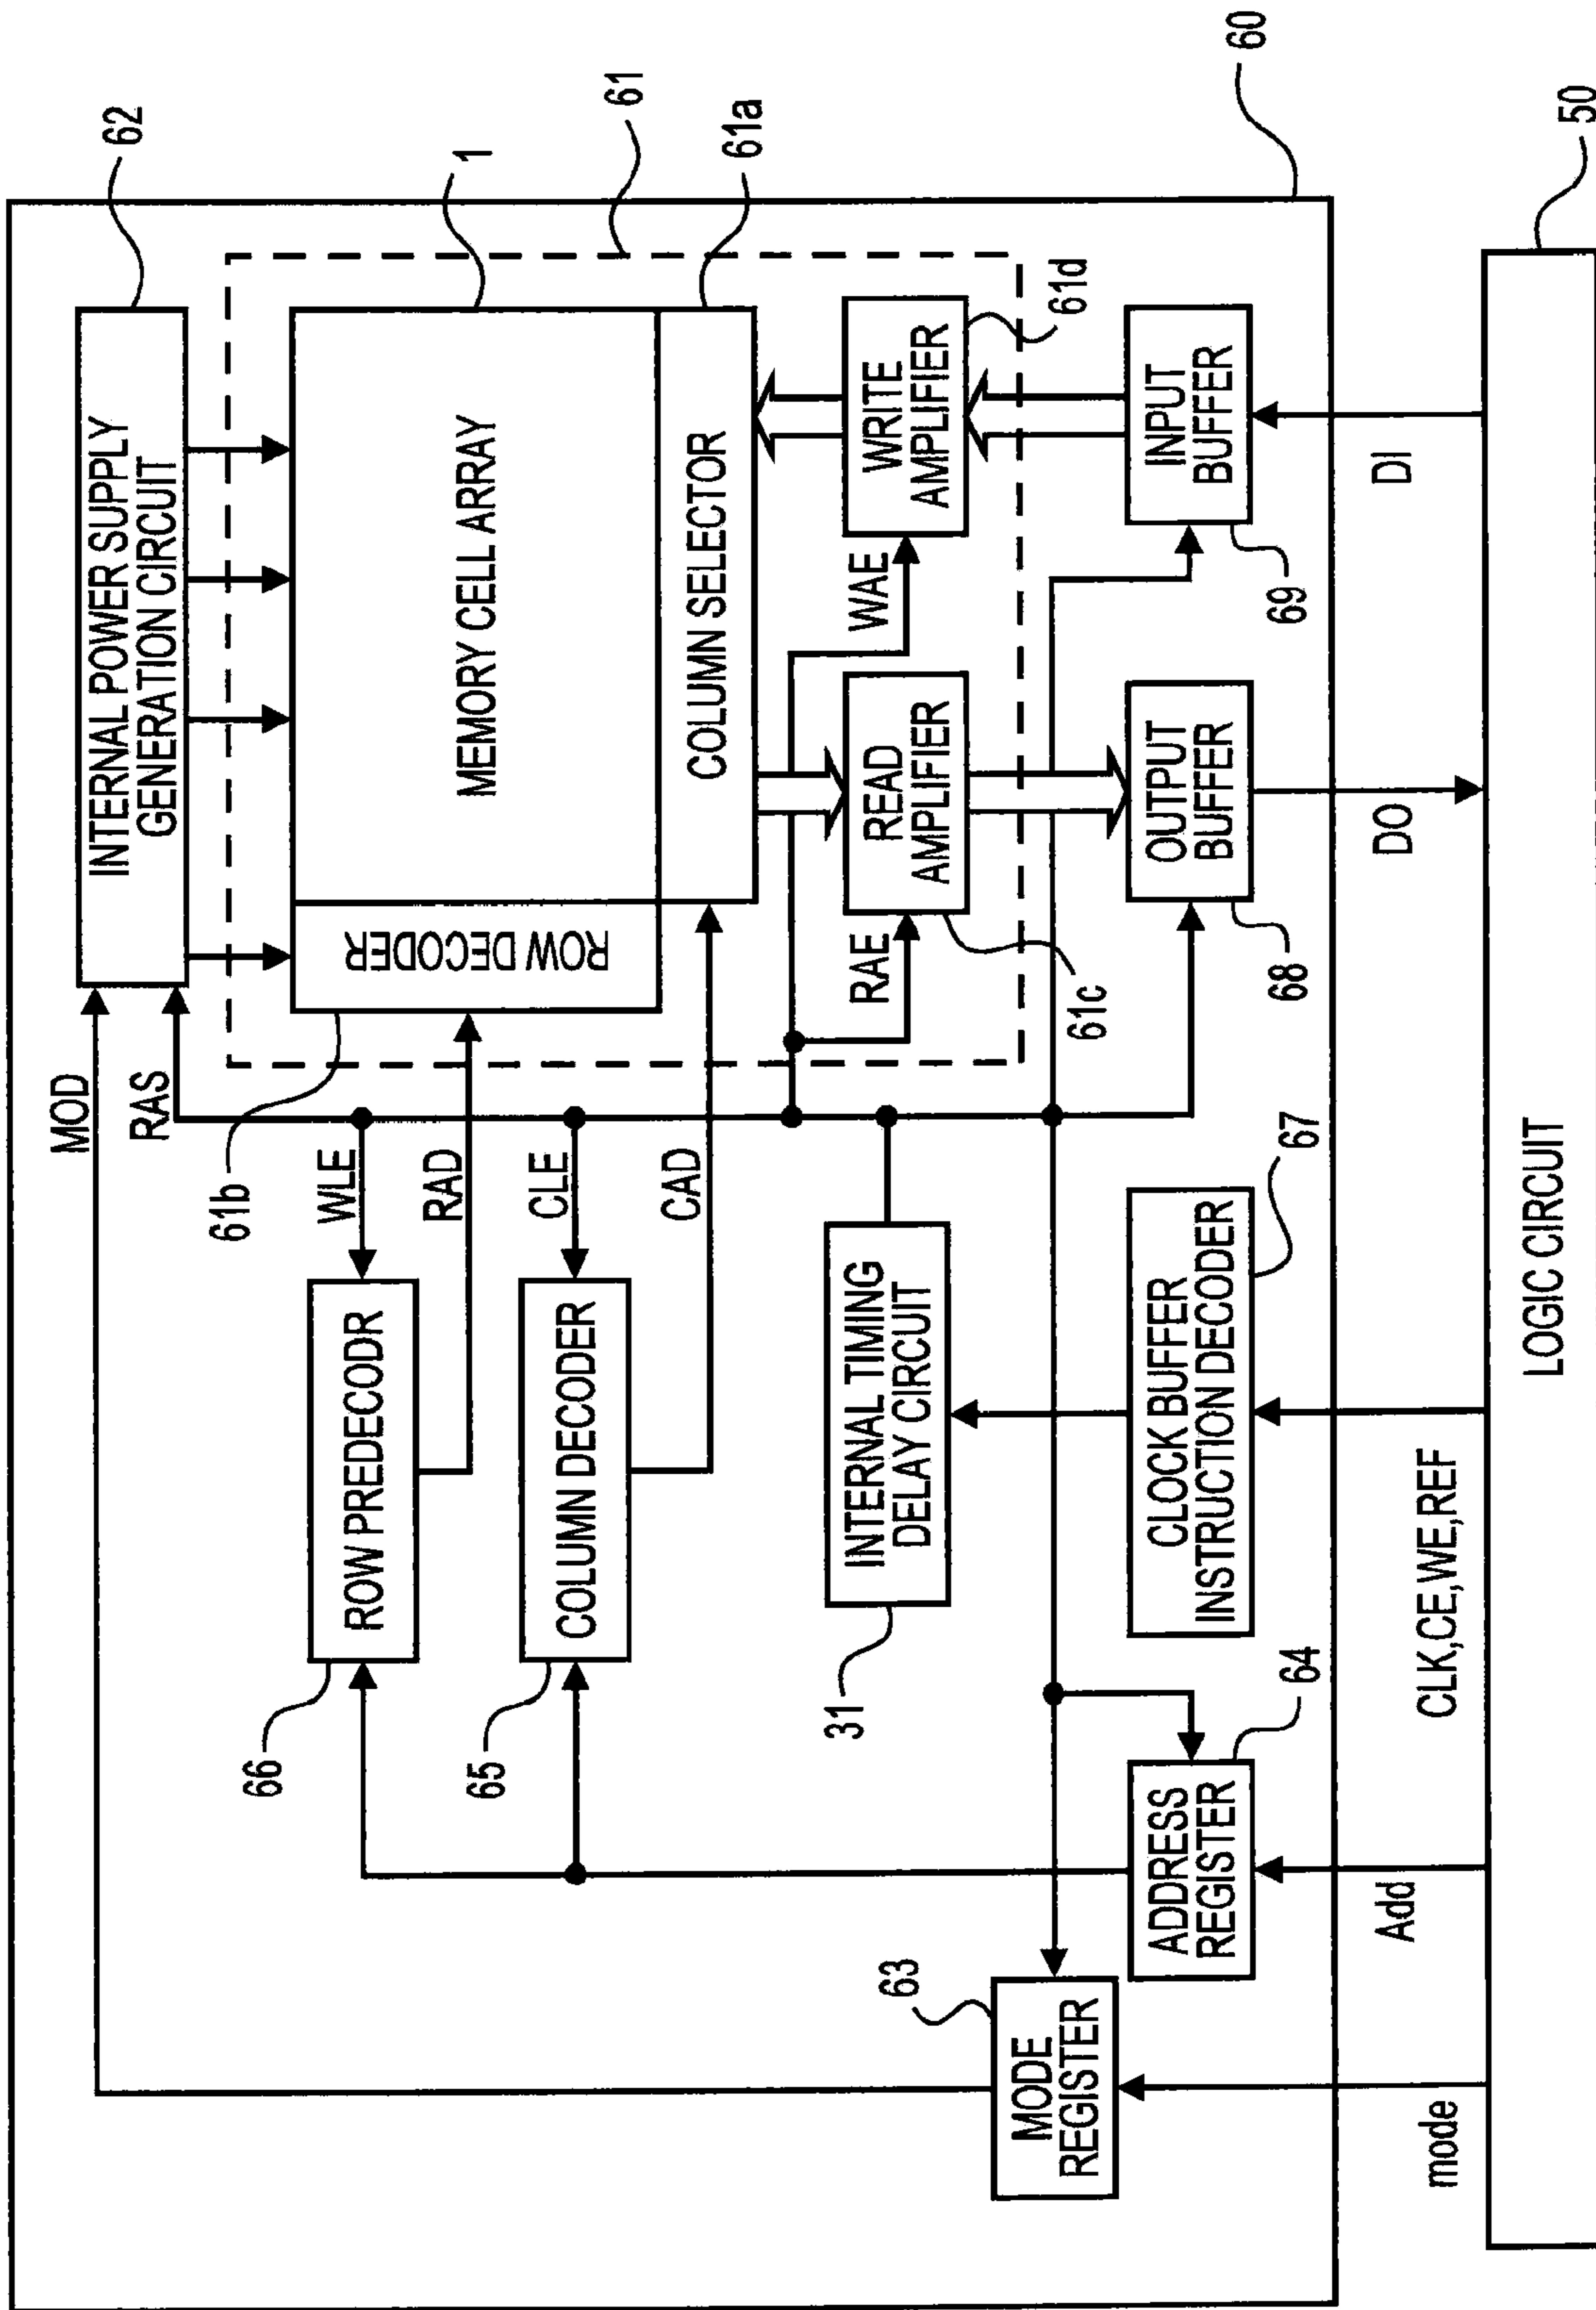 62
1
61
61a
60
50
INTERNAL POWER SUPPLY
GENERATION CIRCUIT
MEMORY CELL ARRAY
COLUMN SELECTOR
ROW DECODER
WRITE
AMPLIFIER
61d
INPUT
BUFFER
DI
69
WAE
READ
AMPLIFIER
RAE
61c
OUTPUT
BUFFER
DO
68
MOD
RAS
61b
WLE
RAD
CLE
CAD
ROW PREDECODR
66
COLUMN DECODER
65
INTERNAL TIMING
DELAY CIRCUIT
31
CLOCK BUFFER
INSTRUCTION DECODER
67
CLK,CE,WE,REF
ADDRESS
REGISTER
64
Add
MODE
REGISTER
63
mode
LOGIC CIRCUIT